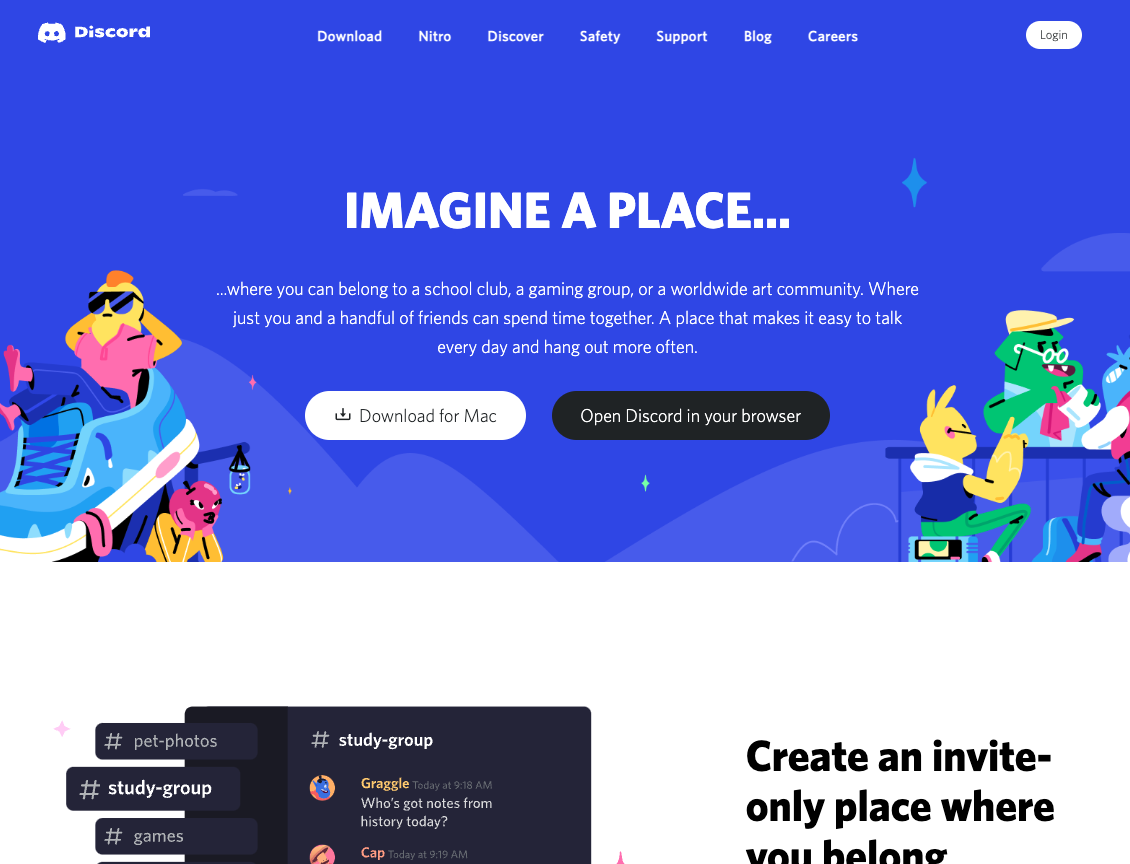 Discord
Download Nitro Discover Safety Support Blog Careers
Login
IMAGINE A PLACE...
...where you can belong to a school club, a gaming group, or a worldwide art community. Where
just you and a handful of friends can spend time together. A place that makes it easy to talk
every day and hang out more often.
Download for Mac
Open Discord in your browser
# pet-photos
# study-group
# games
# study-group
Graggle Today at 9:18 AM
Who's got notes from
history today?
Cap Today at 9:19 AM
Create an invite-
only place where
you belong